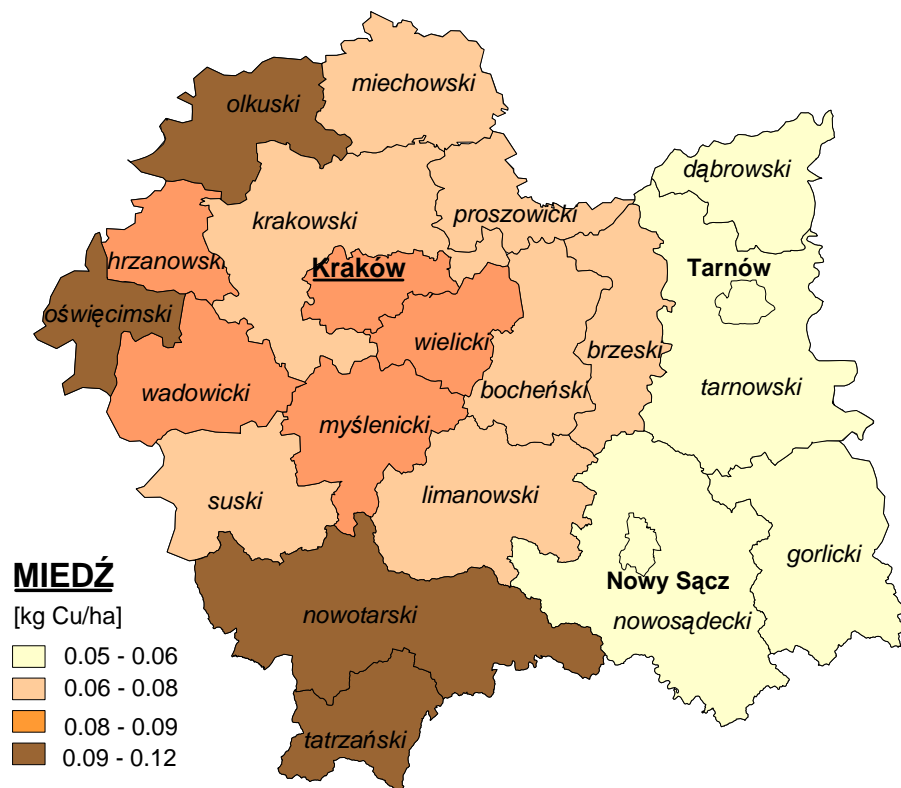 miechowski
olkuski
dąbrowski
krakowski
proszowicki
hrzanowski
Kraków
Tarnów
oświęcimski
wielicki
brzeski
wadowicki
bocheński
tarnowski
myślenicki
suski
limanowski
gorlicki
Nowy Sącz
nowosądecki
nowotarski
tatrzański
MIEDŹ
[kg Cu/ha]
0.05 - 0.06
0.06 - 0.08
0.08 - 0.09
0.09 - 0.12